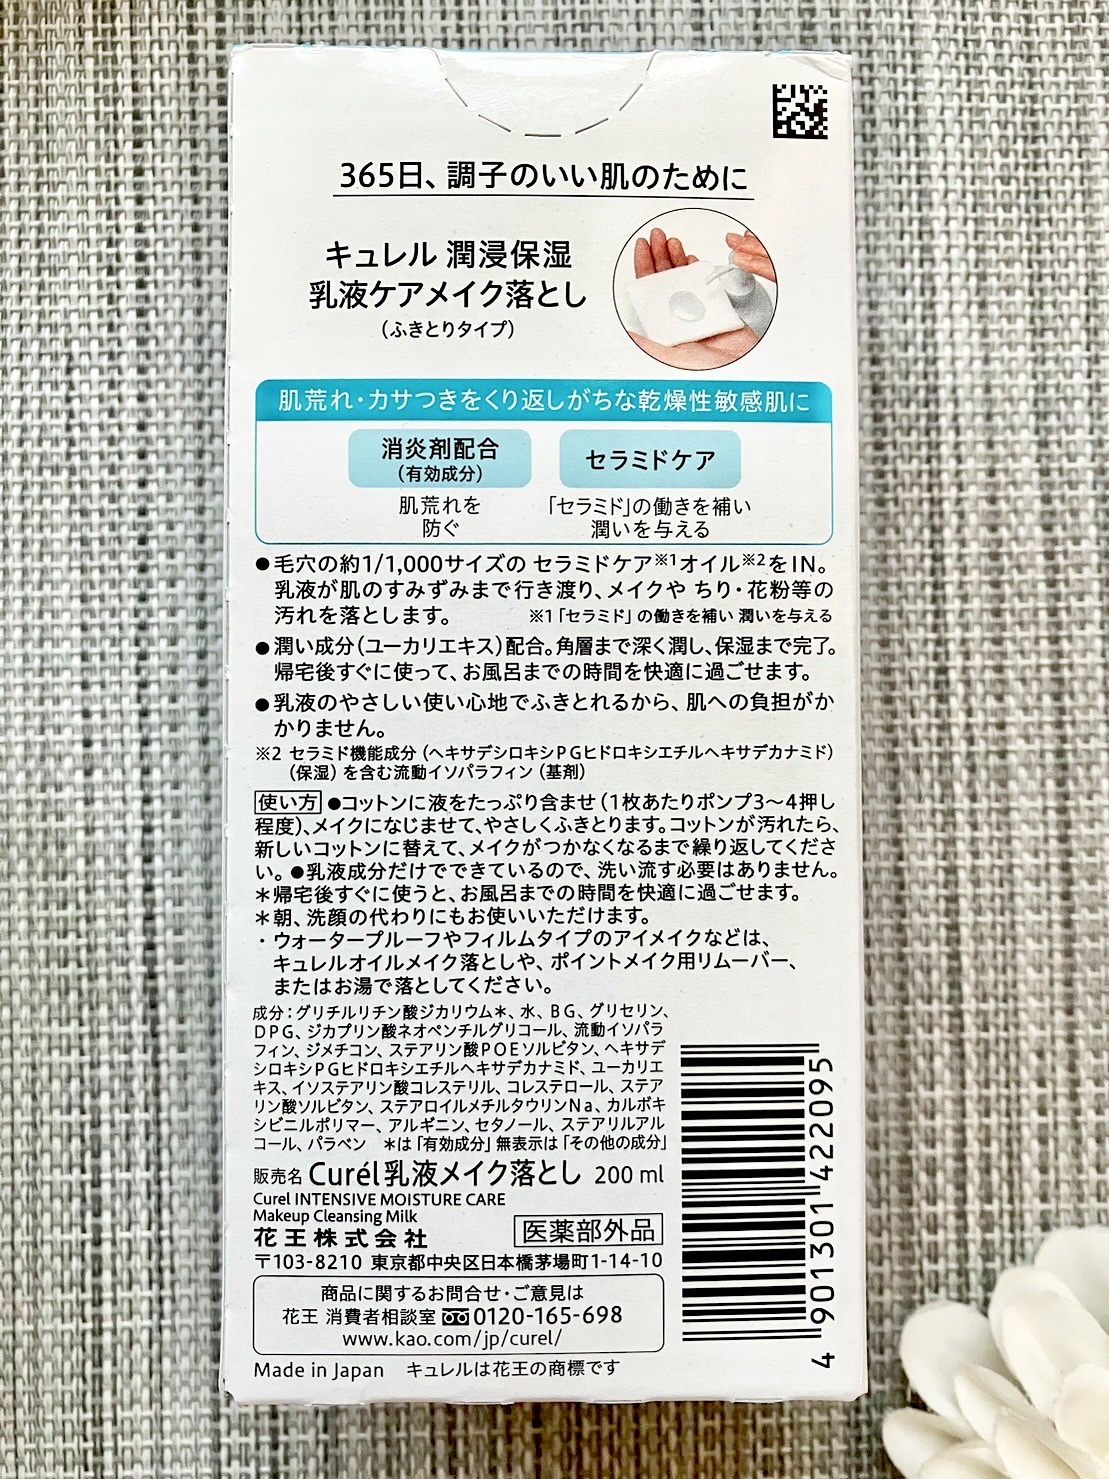 365日、調子のいい肌のために
キュレル 潤浸保湿
乳液ケアメイク落とし
(ふきとりタイプ)
肌荒れ・カサつきをくり返しがちな乾燥性敏感肌に
消炎剤配合
(有効成分)
肌荒れを
防ぐ
セラミドケア
「セラミド」の働きを補い
潤いを与える
●毛穴の約1/1,000サイズの セラミドケア※1オイル※2をIN。
乳液が肌のすみずみまで行き渡り、メイクや ちり・花粉等の
汚れを落とします。 ※1「セラミド」の働きを補い 潤いを与える
●潤い成分(ユーカリエキス)配合。角層まで深く潤し、保湿まで完了。
帰宅後すぐに使って、お風呂までの時間を快適に過ごせます。
●乳液のやさしい使い心地でふきとれるから、肌への負担がか
かりません。
※2 セラミド機能成分(ヘキサデシロキシPGヒドロキシエチルヘキサデカナミド)
(保湿)を含む流動イソパラフィン(基剤)
使い方 ●コットンに液をたっぷり含ませ(1枚あたりポンプ3〜4押し
程度)、メイクになじませて、やさしくふきとります。コットンが汚れたら、
新しいコットンに替えて、メイクがつかなくなるまで繰り返してくださ
い。●乳液成分だけでできているので、洗い流す必要はありません。
＊帰宅後すぐに使うと、お風呂までの時間を快適に過ごせます。
＊朝、洗顔の代わりにもお使いいただけます。
・ウォータープルーフやフィルムタイプのアイメイクなどは、
キュレルオイルメイク落としや、ポイントメイク用リムーバー、
またはお湯で落としてください。
成分：グリチルリチン酸ジカリウム＊、水、BG、グリセリン、
DPG、ジカプリン酸ネオペンチルグリコール、流動イソパラ
フィン、ジメチコン、ステアリン酸POEソルビタン、ヘキサデ
シロキシPGヒドロキシエチルヘキサデカナミド、ユーカリエ
キス、イソステアリン酸コレステリル、コレステロール、ステア
リン酸ソルビタン、ステアロイルメチルタウリンNa、カルボキ
シビニルポリマー、アルギニン、セタノール、ステアリルアル
コール、パラベン ＊は「有効成分」無表示は「その他の成分」
販売名 Curél乳液メイク落とし 200 ml
Curel INTENSIVE MOISTURE CARE
Makeup Cleansing Milk
花王株式会社 医薬部外品
〒103-8210 東京都中央区日本橋茅場町1-14-10
商品に関するお問合せ・ご意見は
花王 消費者相談室 0120-165-698
www.kao.com/jp/curel/
Made in Japan キュレルは花王の商標です
4 901301 422095